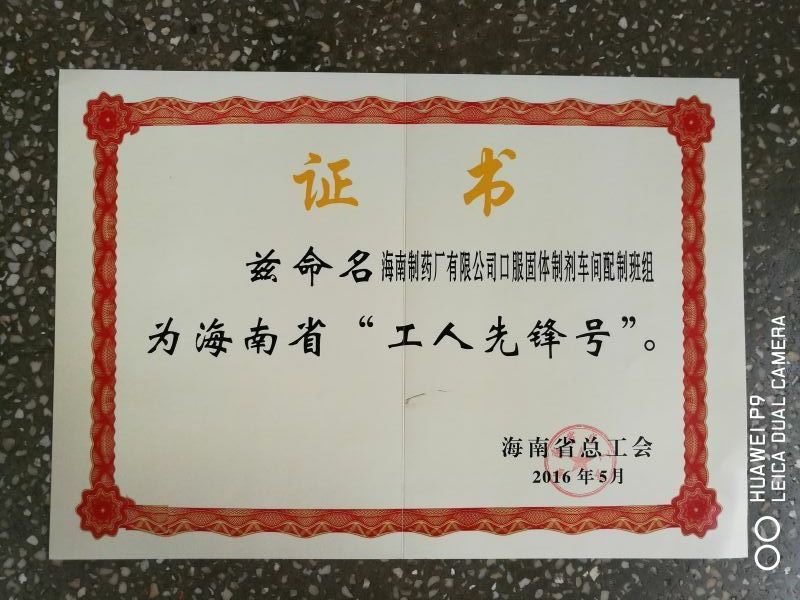 证书
兹命名海南制药厂有限公司口服固体制剂车间配制班组
为海南省“工人先锋号”。
海南省总工会
2016年5月
HUAWEI P9
LEICA DUAL CAMERA